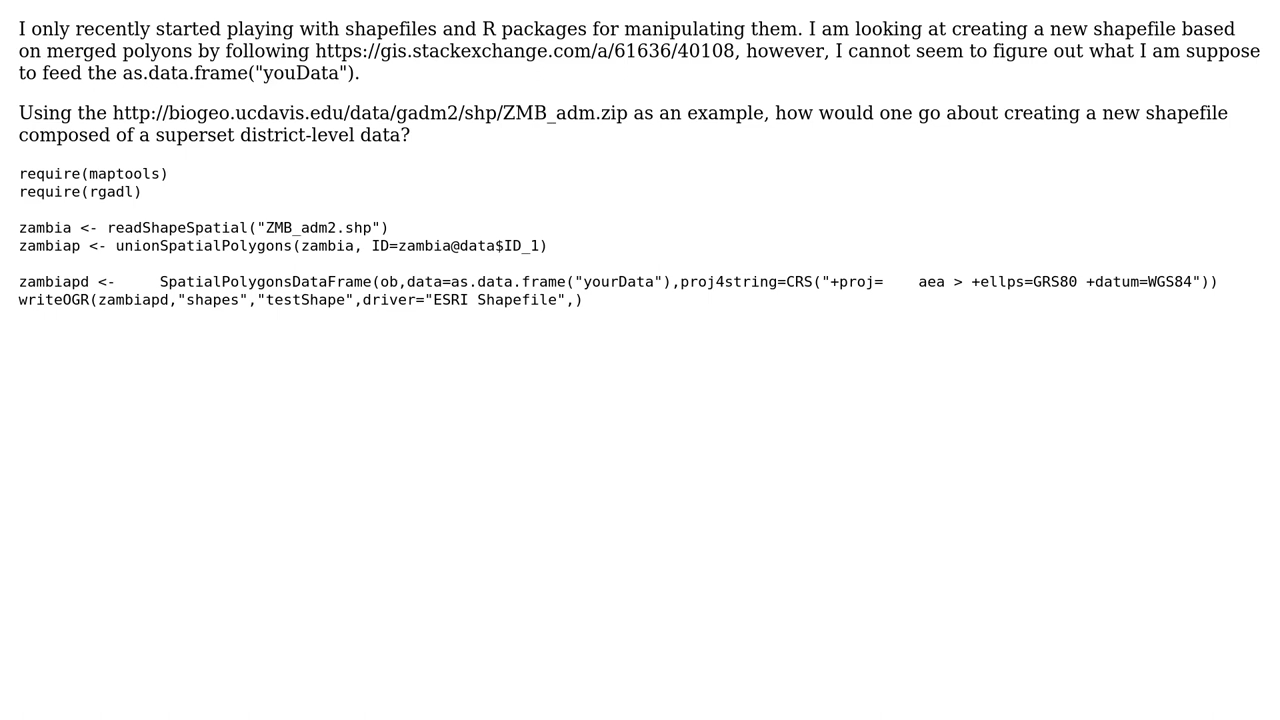 I only recently started playing with shapefiles and R packages for manipulating them. I am looking at creating a new shapefile based
on merged polyons by following https://gis.stackexchange.com/a/61636/40108, however, I cannot seem to figure out what I am suppose
to feed the as.data.frame("youData").
Using the http://biogeo.ucdavis.edu/data/gadm2/shp/ZMB_adm.zip as an example, how would one go about creating a new shapefile
composed of a superset district-level data?
require(maptools)
require(rgadl)
zambia <- readShapeSpatial("ZMB_adm2.shp")
zambiap <- unionSpatialPolygons(zambia, ID=zambia@data$ID_1)
zambiapd <-     SpatialPolygonsDataFrame(ob,data=as.data.frame("yourData"),proj4string=CRS("+proj=    aea > +ellps=GRS80 +datum=WGS84"))
writeOGR(zambiapd,"shapes","testShape",driver="ESRI Shapefile",)